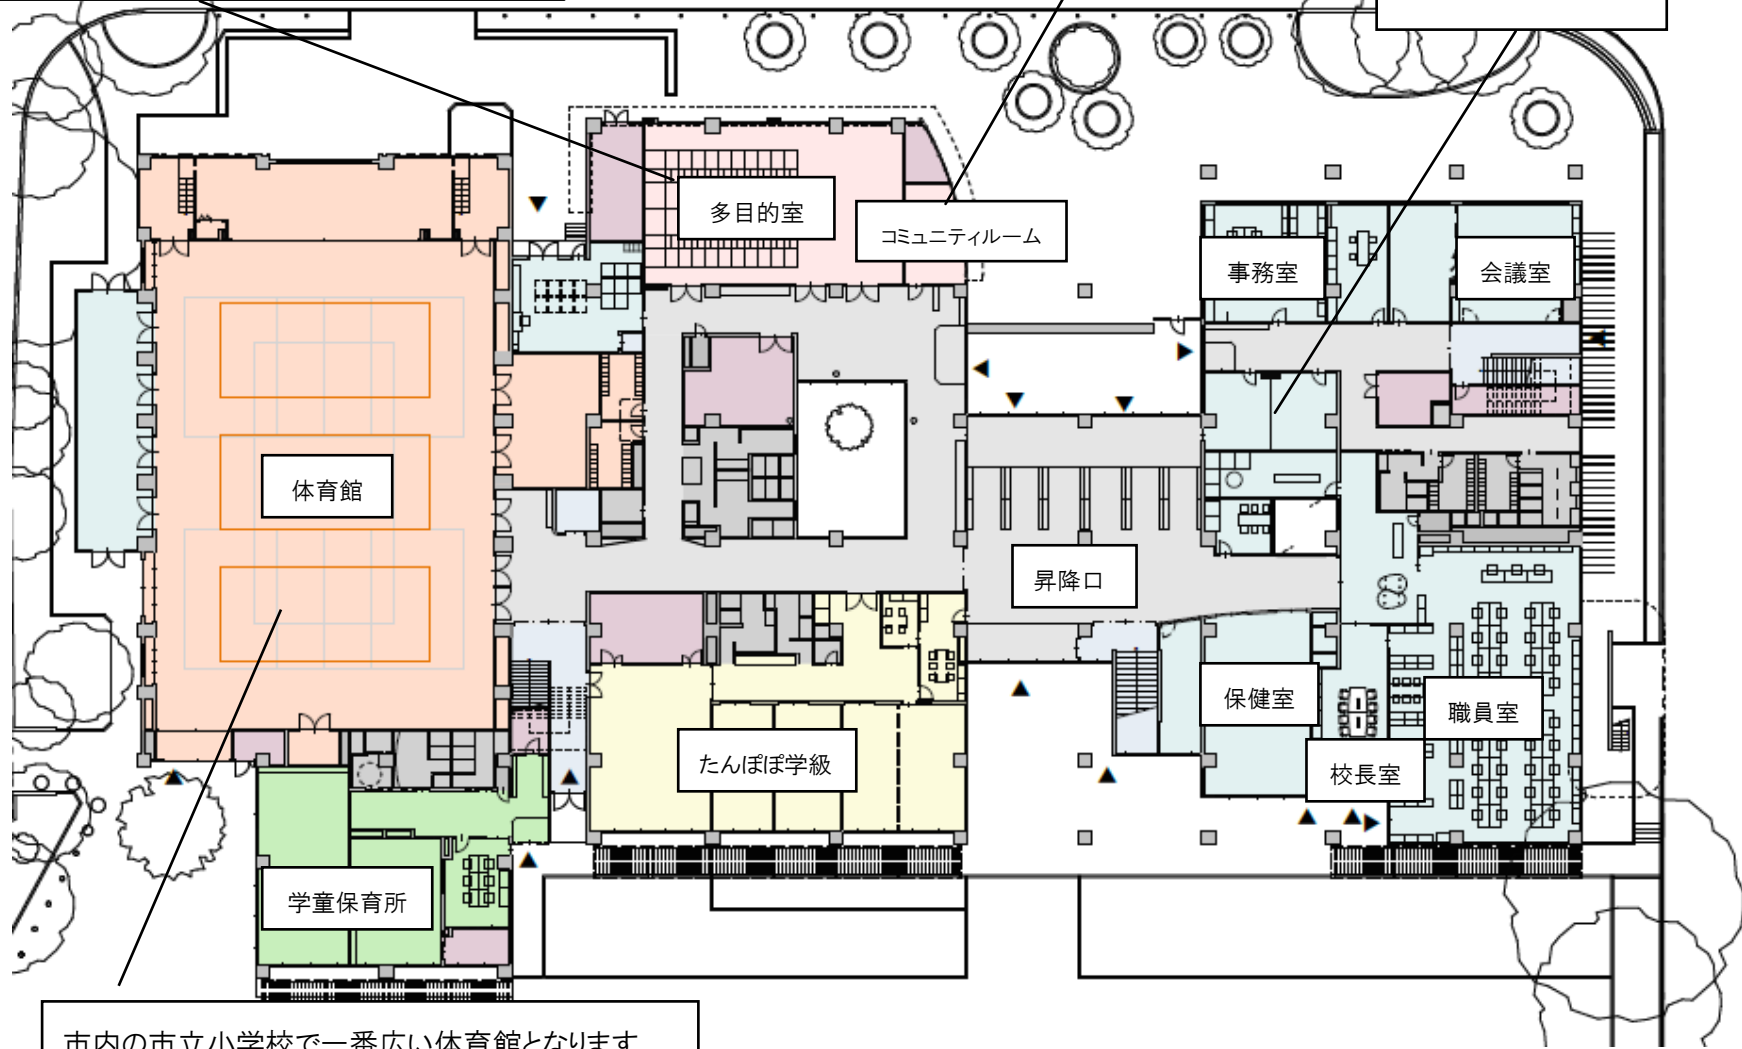 多目的室
コミュニティルーム
事務室
会議室
体育館
昇降口
保健室
職員室
たんぽぽ学級
校長室
学童保育所
市内の市立小学校で一番広い体育館となります